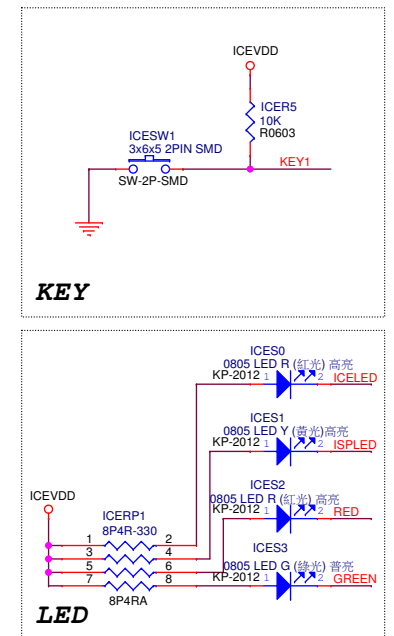 ICEVDD
ICER5
10K
R0603
ICESW1
3x6x5 2PIN SMD
KEY1
SW-2P-SMD
KEY
ICES0
0805 LED R (紅光) 高亮
KP-2012 1 2 ICELED
ICES1
0805 LED Y (黃光)高亮
KP-2012 1 2 ISPLED
ICES2
0805 LED R (紅光) 高亮
KP-2012 1 2 RED
ICEVDD
ICERP1
8P4R-330
1 2
3 4
5 6
7 8
8P4RA
ICES3
0805 LED G (綠光) 普亮
KP-2012 1 2 GREEN
LED